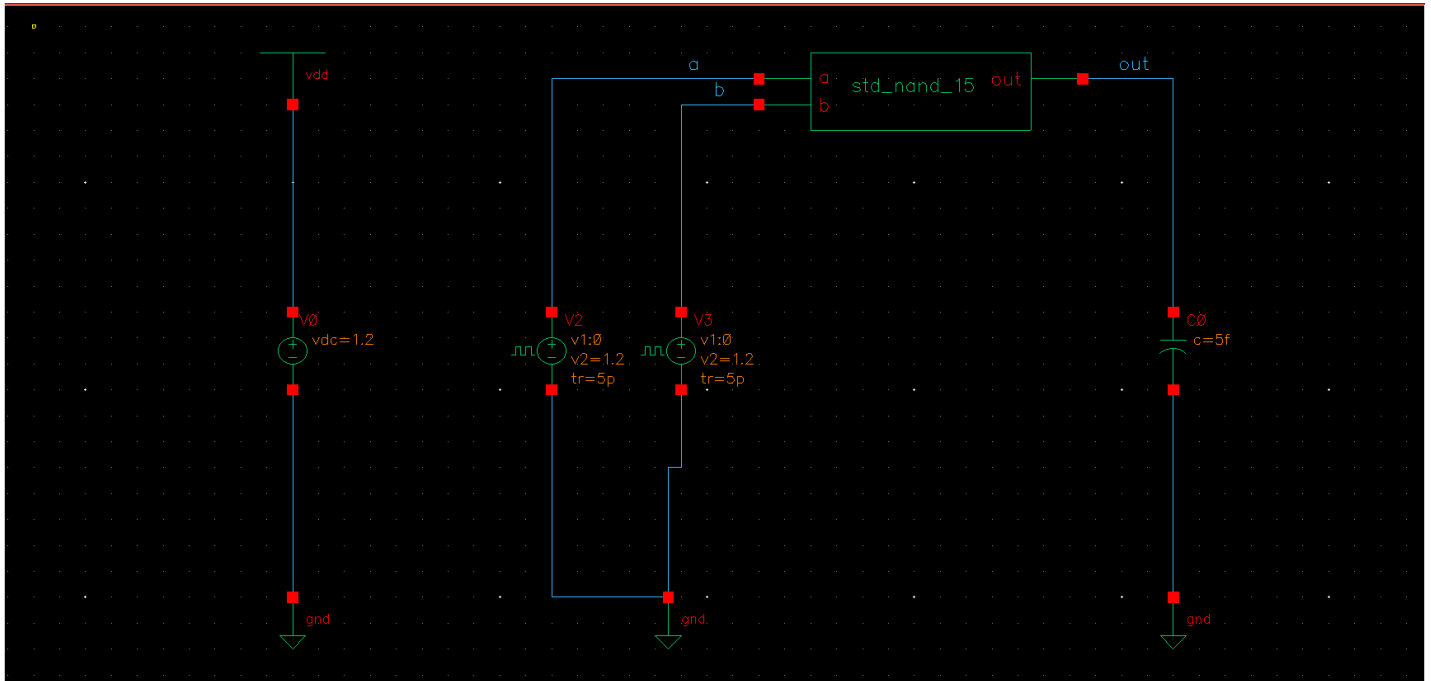 vdd
a
b
a
b
std_nand_15
out
out
V0
vdc=1.2
V2
v1:0
v2=1.2
tr=5p
V3
v1:0
v2=1.2
tr=5p
C0
c=5f
gnd
gnd
gnd